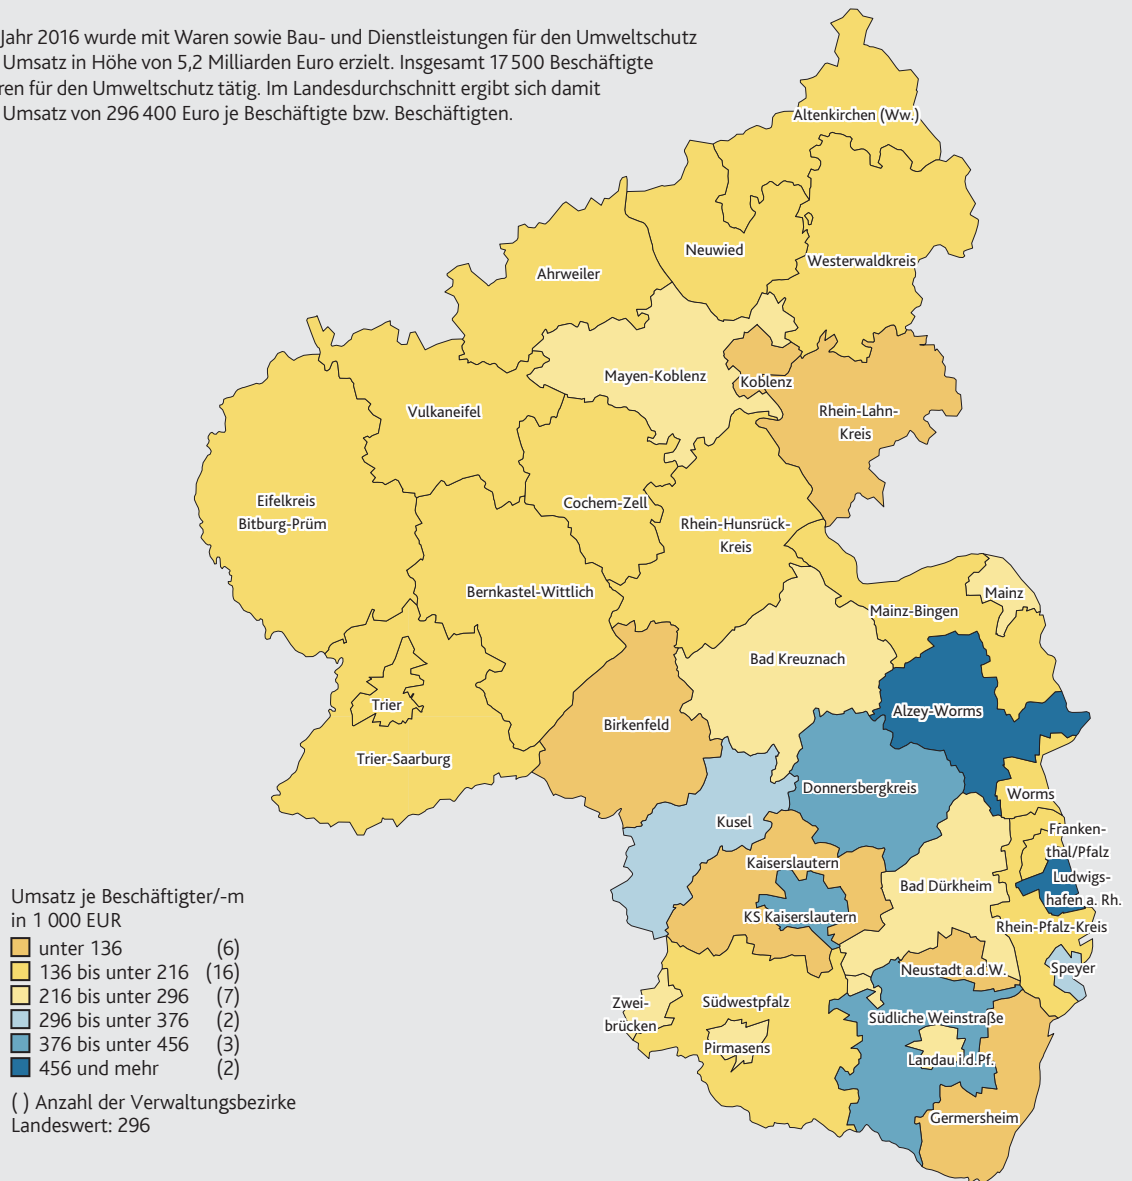 Jahr 2016 wurde mit Waren sowie Bau- und Dienstleistungen für den Umweltschutz
Umsatz in Höhe von 5,2 Milliarden Euro erzielt. Insgesamt 17 500 Beschäftigte
ren für den Umweltschutz tätig. Im Landesdurchschnitt ergibt sich damit
Umsatz von 296 400 Euro je Beschäftigte bzw. Beschäftigten.
Altenkirchen (Ww.)
Neuwied
Westerwaldkreis
Ahrweiler
Mayen-Koblenz
Koblenz
Vulkaneifel
Rhein-Lahn-
Kreis
Eifelkreis
Bitburg-Prüm
Cochem-Zell
Rhein-Hunsrück-
Kreis
Bernkastel-Wittlich
Mainz
Mainz-Bingen
Bad Kreuznach
Trier
Alzey-Worms
Birkenfeld
Trier-Saarburg
Donnersbergkreis
Worms
Kusel
Franken-
thal/Pfalz
Kaiserslautern
Ludwigs-
hafen a. Rh.
Bad Dürkheim
KS Kaiserslautern
Rhein-Pfalz-Kreis
Neustadt a.d.W.
Speyer
Zwei-
brücken
Südwestpfalz
Südliche Weinstraße
Pirmasens
Landau i.d.Pf.
Germersheim
Umsatz je Beschäftigter/-m
in 1 000 EUR
unter 136 (6)
136 bis unter 216 (16)
216 bis unter 296 (7)
296 bis unter 376 (2)
376 bis unter 456 (3)
456 und mehr (2)
( ) Anzahl der Verwaltungsbezirke
Landeswert: 296